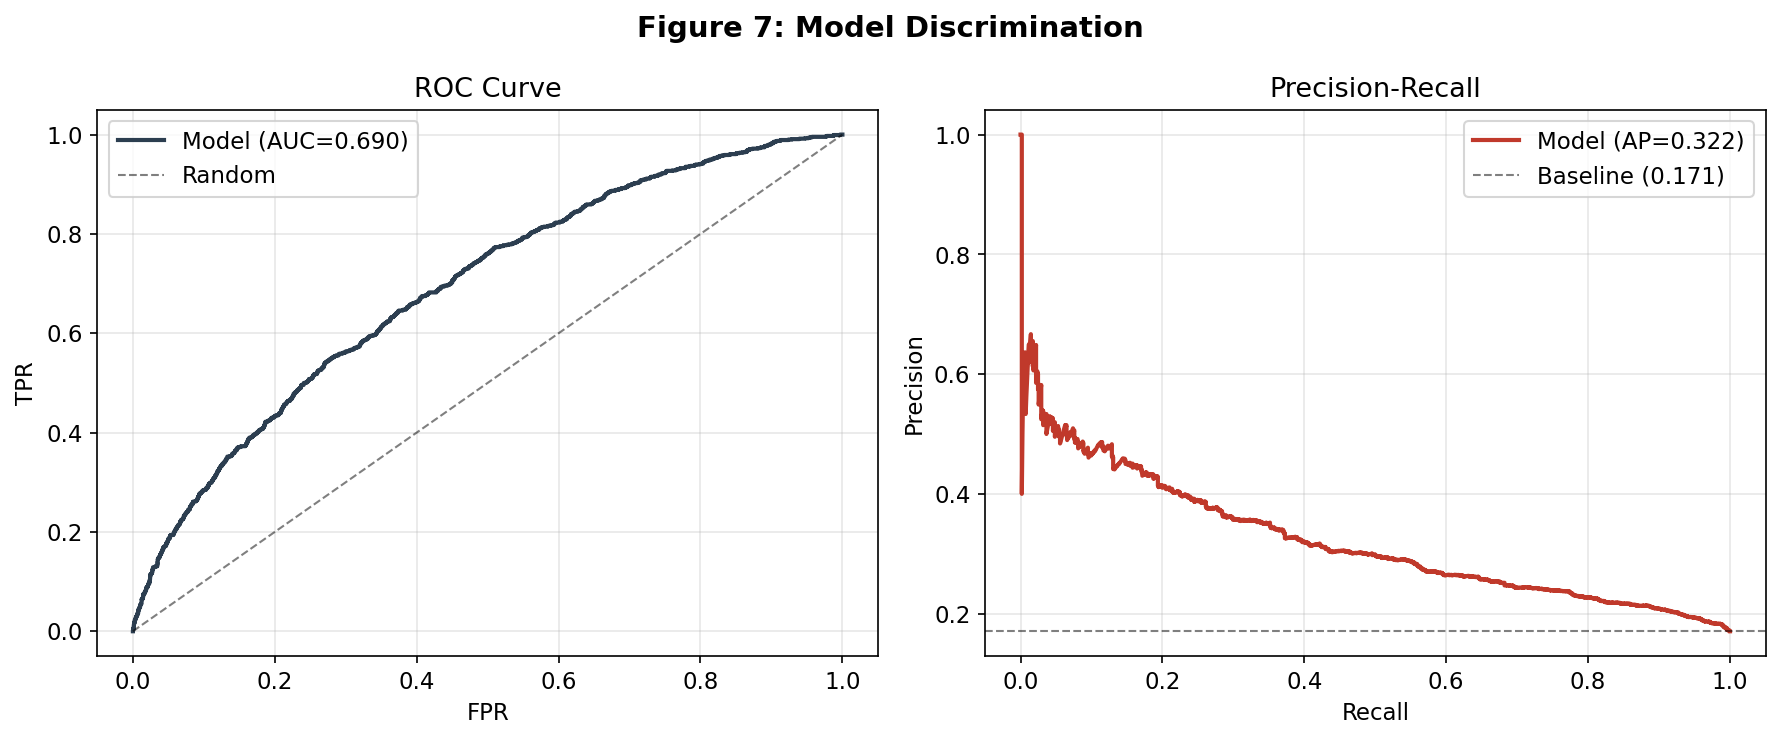 Figure 7: Model Discrimination
ROC Curve
Model (AUC=0.690)
Random
TPR
1.0
0.8
0.6
0.4
0.2
0.0
0.0 0.2 0.4 0.6 0.8 1.0
FPR
Precision-Recall
Model (AP=0.322)
Baseline (0.171)
Precision
1.0
0.8
0.6
0.4
0.2
0.0 0.2 0.4 0.6 0.8 1.0
Recall